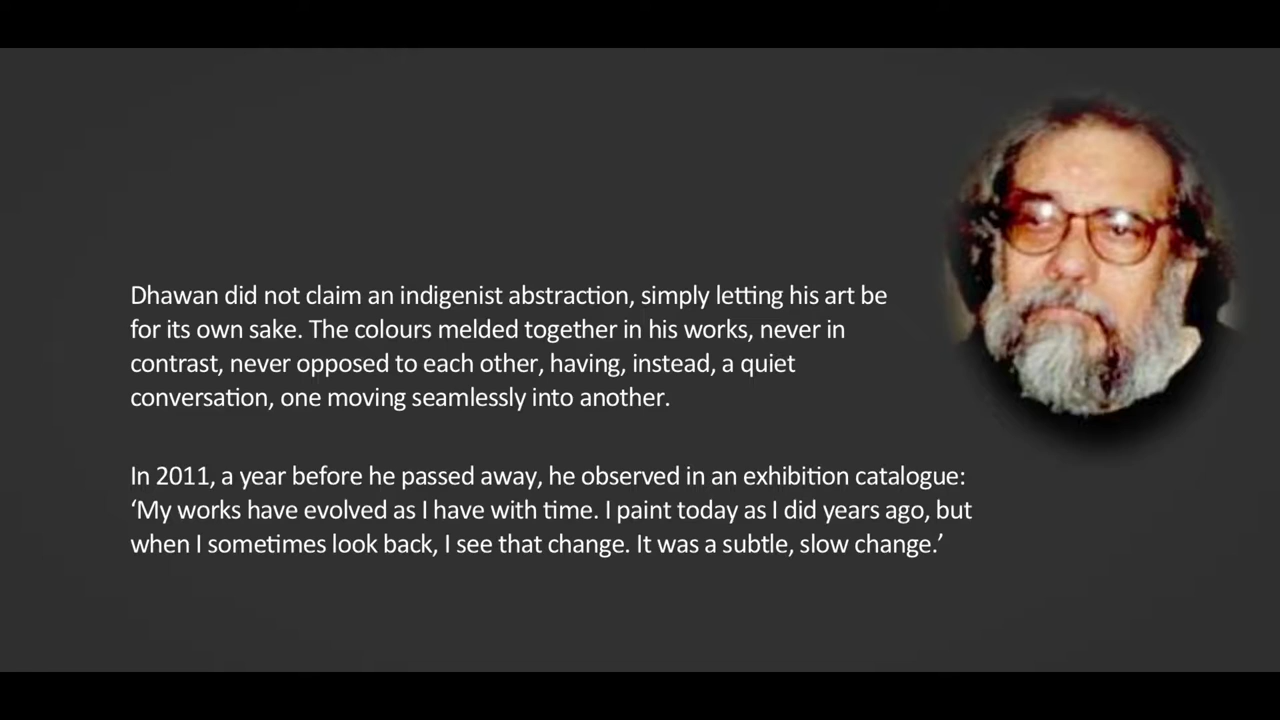 Dhawan did not claim an indigenist abstraction, simply letting his art be
for its own sake. The colours melded together in his works, never in
contrast, never opposed to each other, having, instead, a quiet
conversation, one moving seamlessly into another.
In 2011, a year before he passed away, he observed in an exhibition catalogue:
‘My works have evolved as I have with time. I paint today as I did years ago, but
when I sometimes look back, I see that change. It was a subtle, slow change.’